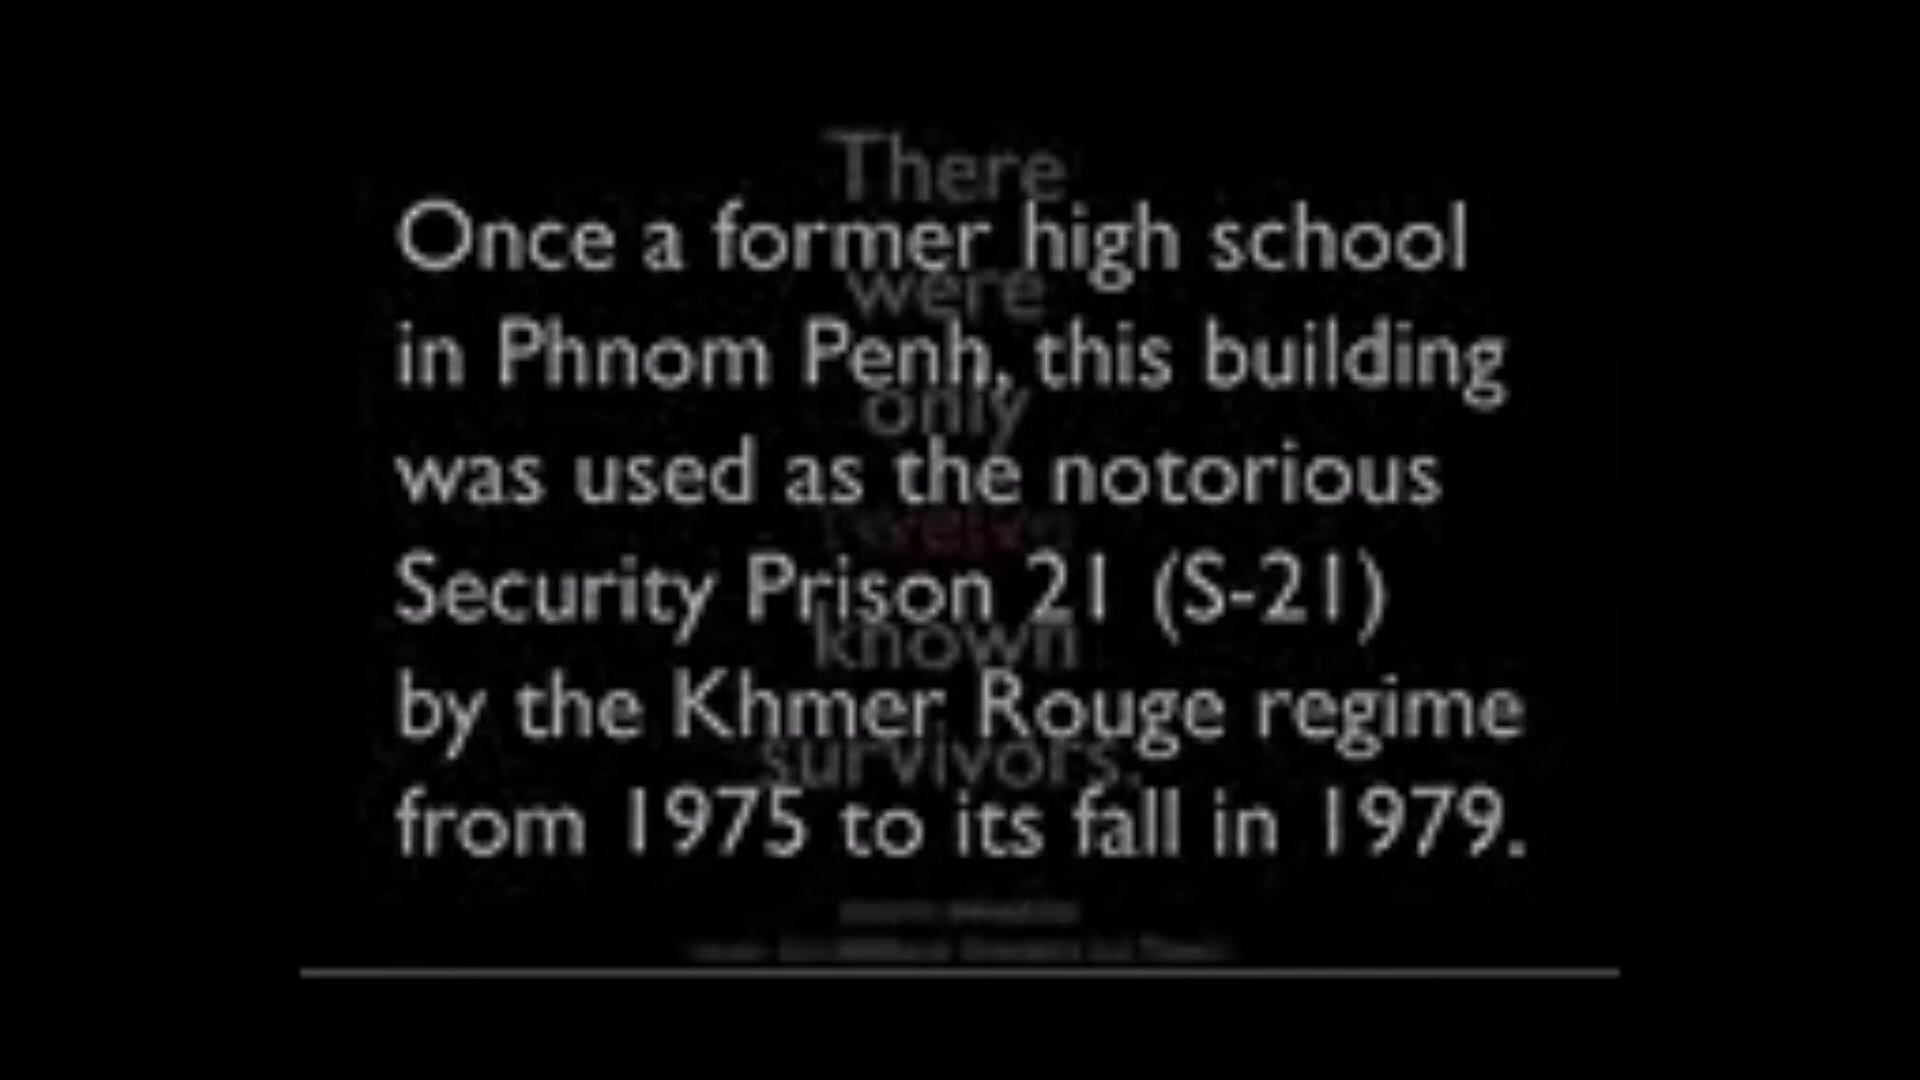 There
Once a former high school
were
in Phnom Penh, this building
only
was used as the notorious
twelve
Security Prison 21 (S-21)
known
by the Khmer Rouge regime
survivors.
from 1975 to its fall in 1979.